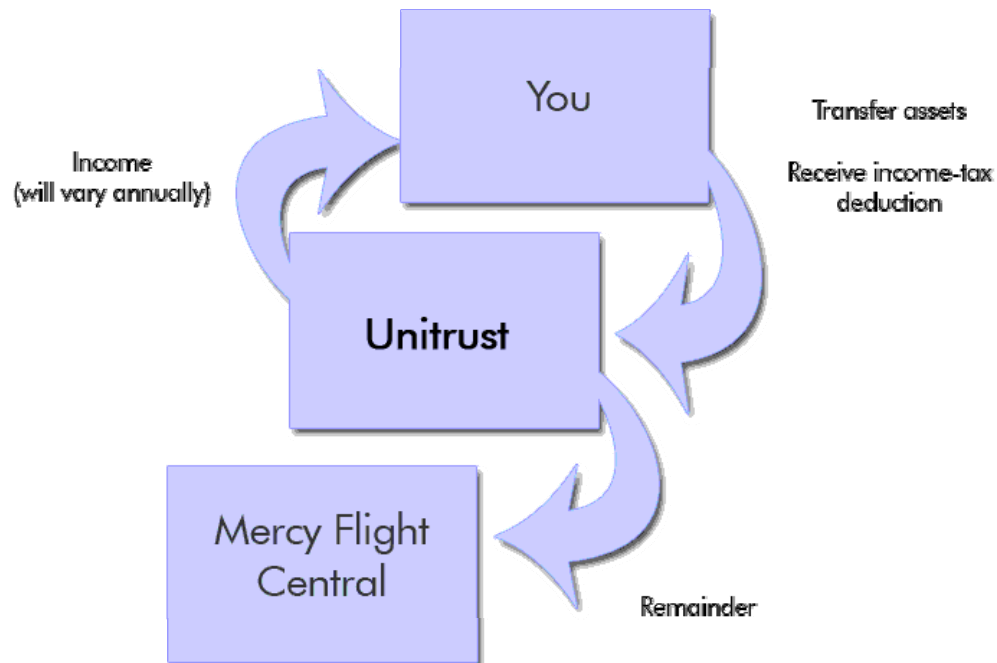 You
Transfer assets
Receive income-tax
deduction
Income
(will vary annually)
Unitrust
Mercy Flight
Central
Remainder